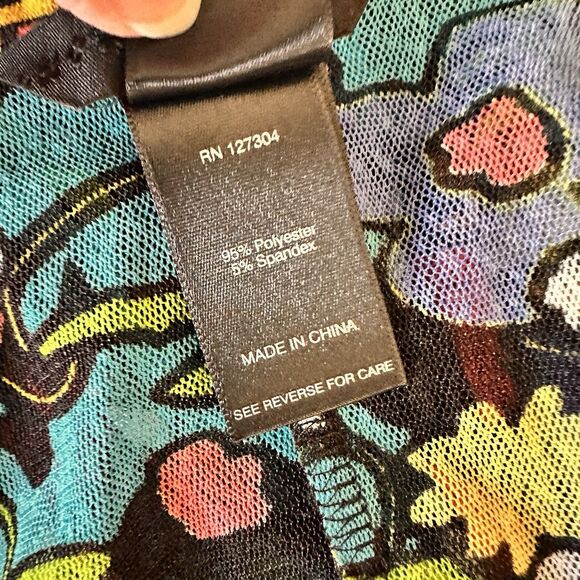 RN 127304
95% Polyester
5% Spandex
MADE IN CHINA
SEE REVERSE FOR CARE